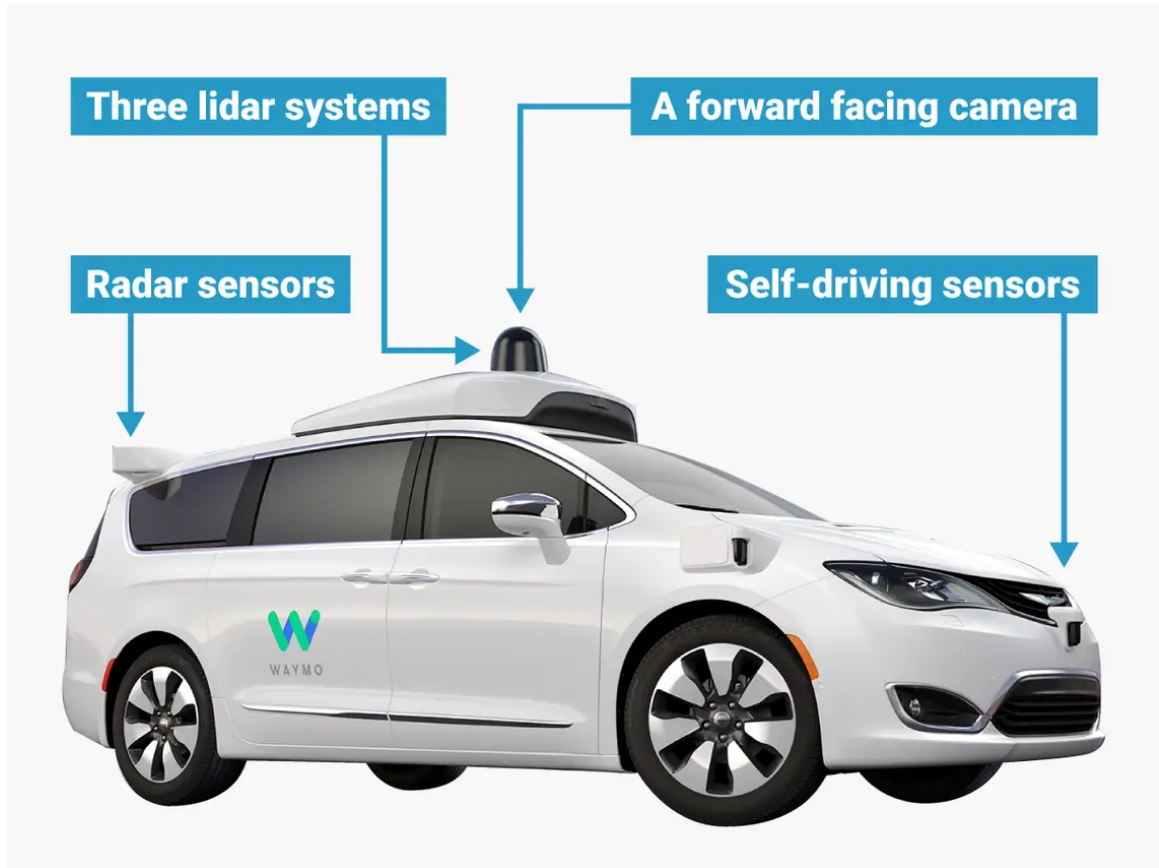 Three lidar systems
A forward facing camera
Radar sensors
Self-driving sensors
WAYMO